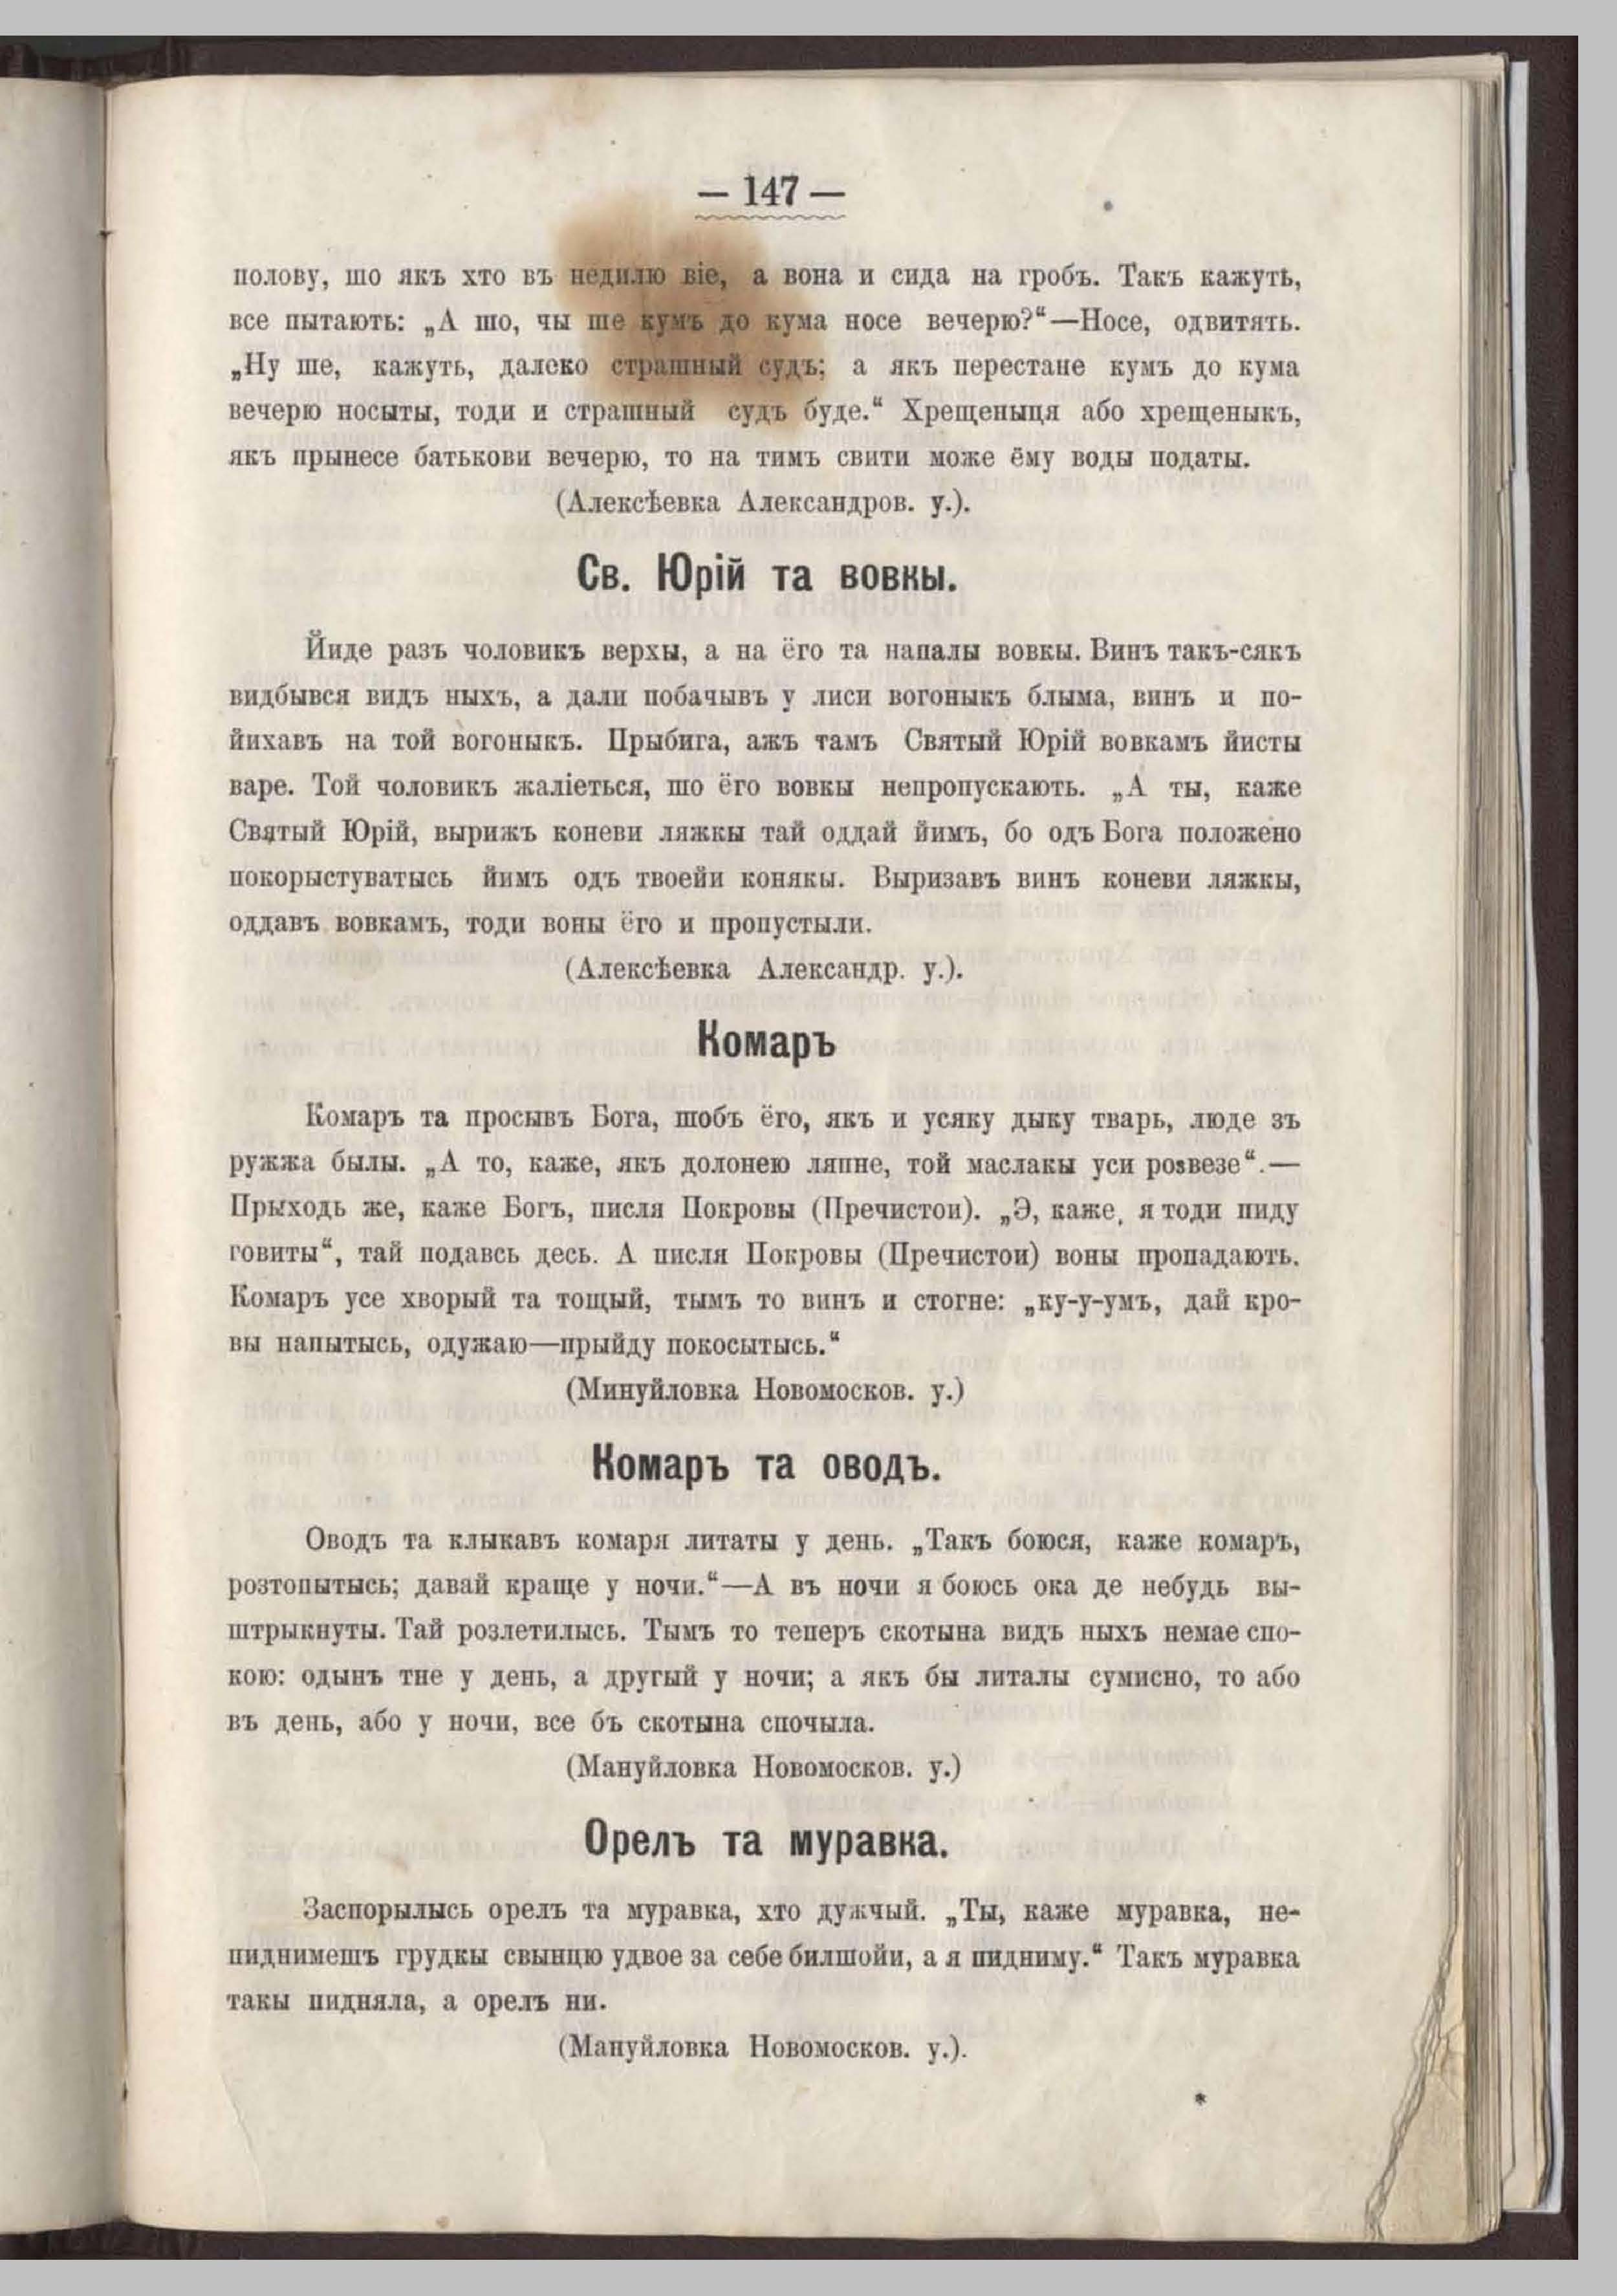 — 147 —
полову, шо якъ хто въ недилю віе, а вона и сида на гробъ. Такъ кажуть,
все пытають: „А шо, чы ше кумъ до кума носе вечерю?“—Носе, одвитять.
„Ну ше, кажуть, далеко страшный судъ; а якъ перестане кумъ до кума
вечерю носыты, тоди и страшный судъ буде.“ Хрещеныця або хрещеныкъ,
якъ прынесе батькови вечерю, то на тимъ свити може ёму воды податы.
(Алексѣевка Александров. у.).
Св. Юрій та вовкы.
Йиде разъ чоловикъ верхы, а на ёго та напалы вовкы. Винъ такъ-сякъ
видбывся видъ ныхъ, а дали побачывъ у лиси вогоныкъ блыма, винъ и по-
йихавъ на той вогоныкъ. Прыбига, ажъ тамъ Святый Юрій вовкамъ йисты
варе. Той чоловикъ жаліеться, шо ёго вовкы непропускають. „А ты, каже
Святый Юрій, вырижъ коневи ляжкы тай оддай йимъ, бо одъ Бога положено
покорыстуватысь йимъ одъ твоейи конякы. Выризавъ винъ коневи ляжкы,
оддавъ вовкамъ, тоди воны ёго и пропустыли.
(Алексѣевка Александр. у.).
Комаръ
Комаръ та просывъ Бога, шобъ ёго, якъ и усяку дыку тварь, люде зъ
ружжа былы. „А то, каже, якъ долонею ляпне, той маслакы уси розвезе“.—
Прыходь же, каже Богъ, писля Покровы (Пречистои). „Э, каже, я тоди пиду
говиты“, тай подавсь десь. А писля Покровы (Пречистои) воны пропадають.
Комаръ усе хворый та тощый, тымъ то винъ и стогне: „ку-у-умъ, дай кро-
вы напытысь, одужаю—прыйду покосытысь.“
(Минуйловка Новомосков. у.)
Комаръ та оводъ.
Оводъ та клыкавъ комаря литаты у день. „Такъ боюся, каже комаръ,
розтопытысь; давай краще у ночи.“—А въ ночи я боюсь ока де небудь вы-
штрыкнуты. Тай розлетилысь. Тымъ то теперъ скотына видъ ныхъ немае спо-
кою: одынъ тне у день, а другый у ночи; а якъ бы литалы сумисно, то або
въ день, або у ночи, все бъ скотына спочыла.
(Мануйловка Новомосков. у.)
Орелъ та муравка.
Заспорылысь орелъ та муравка, хто дужчый. „Ты, каже муравка, не-
пиднимешъ грудкы свынцю удвое за себе билшойи, а я пидниму.“ Такъ муравка
такы пидняла, а орелъ ни.
(Мануйловка Новомосков. у.).
*